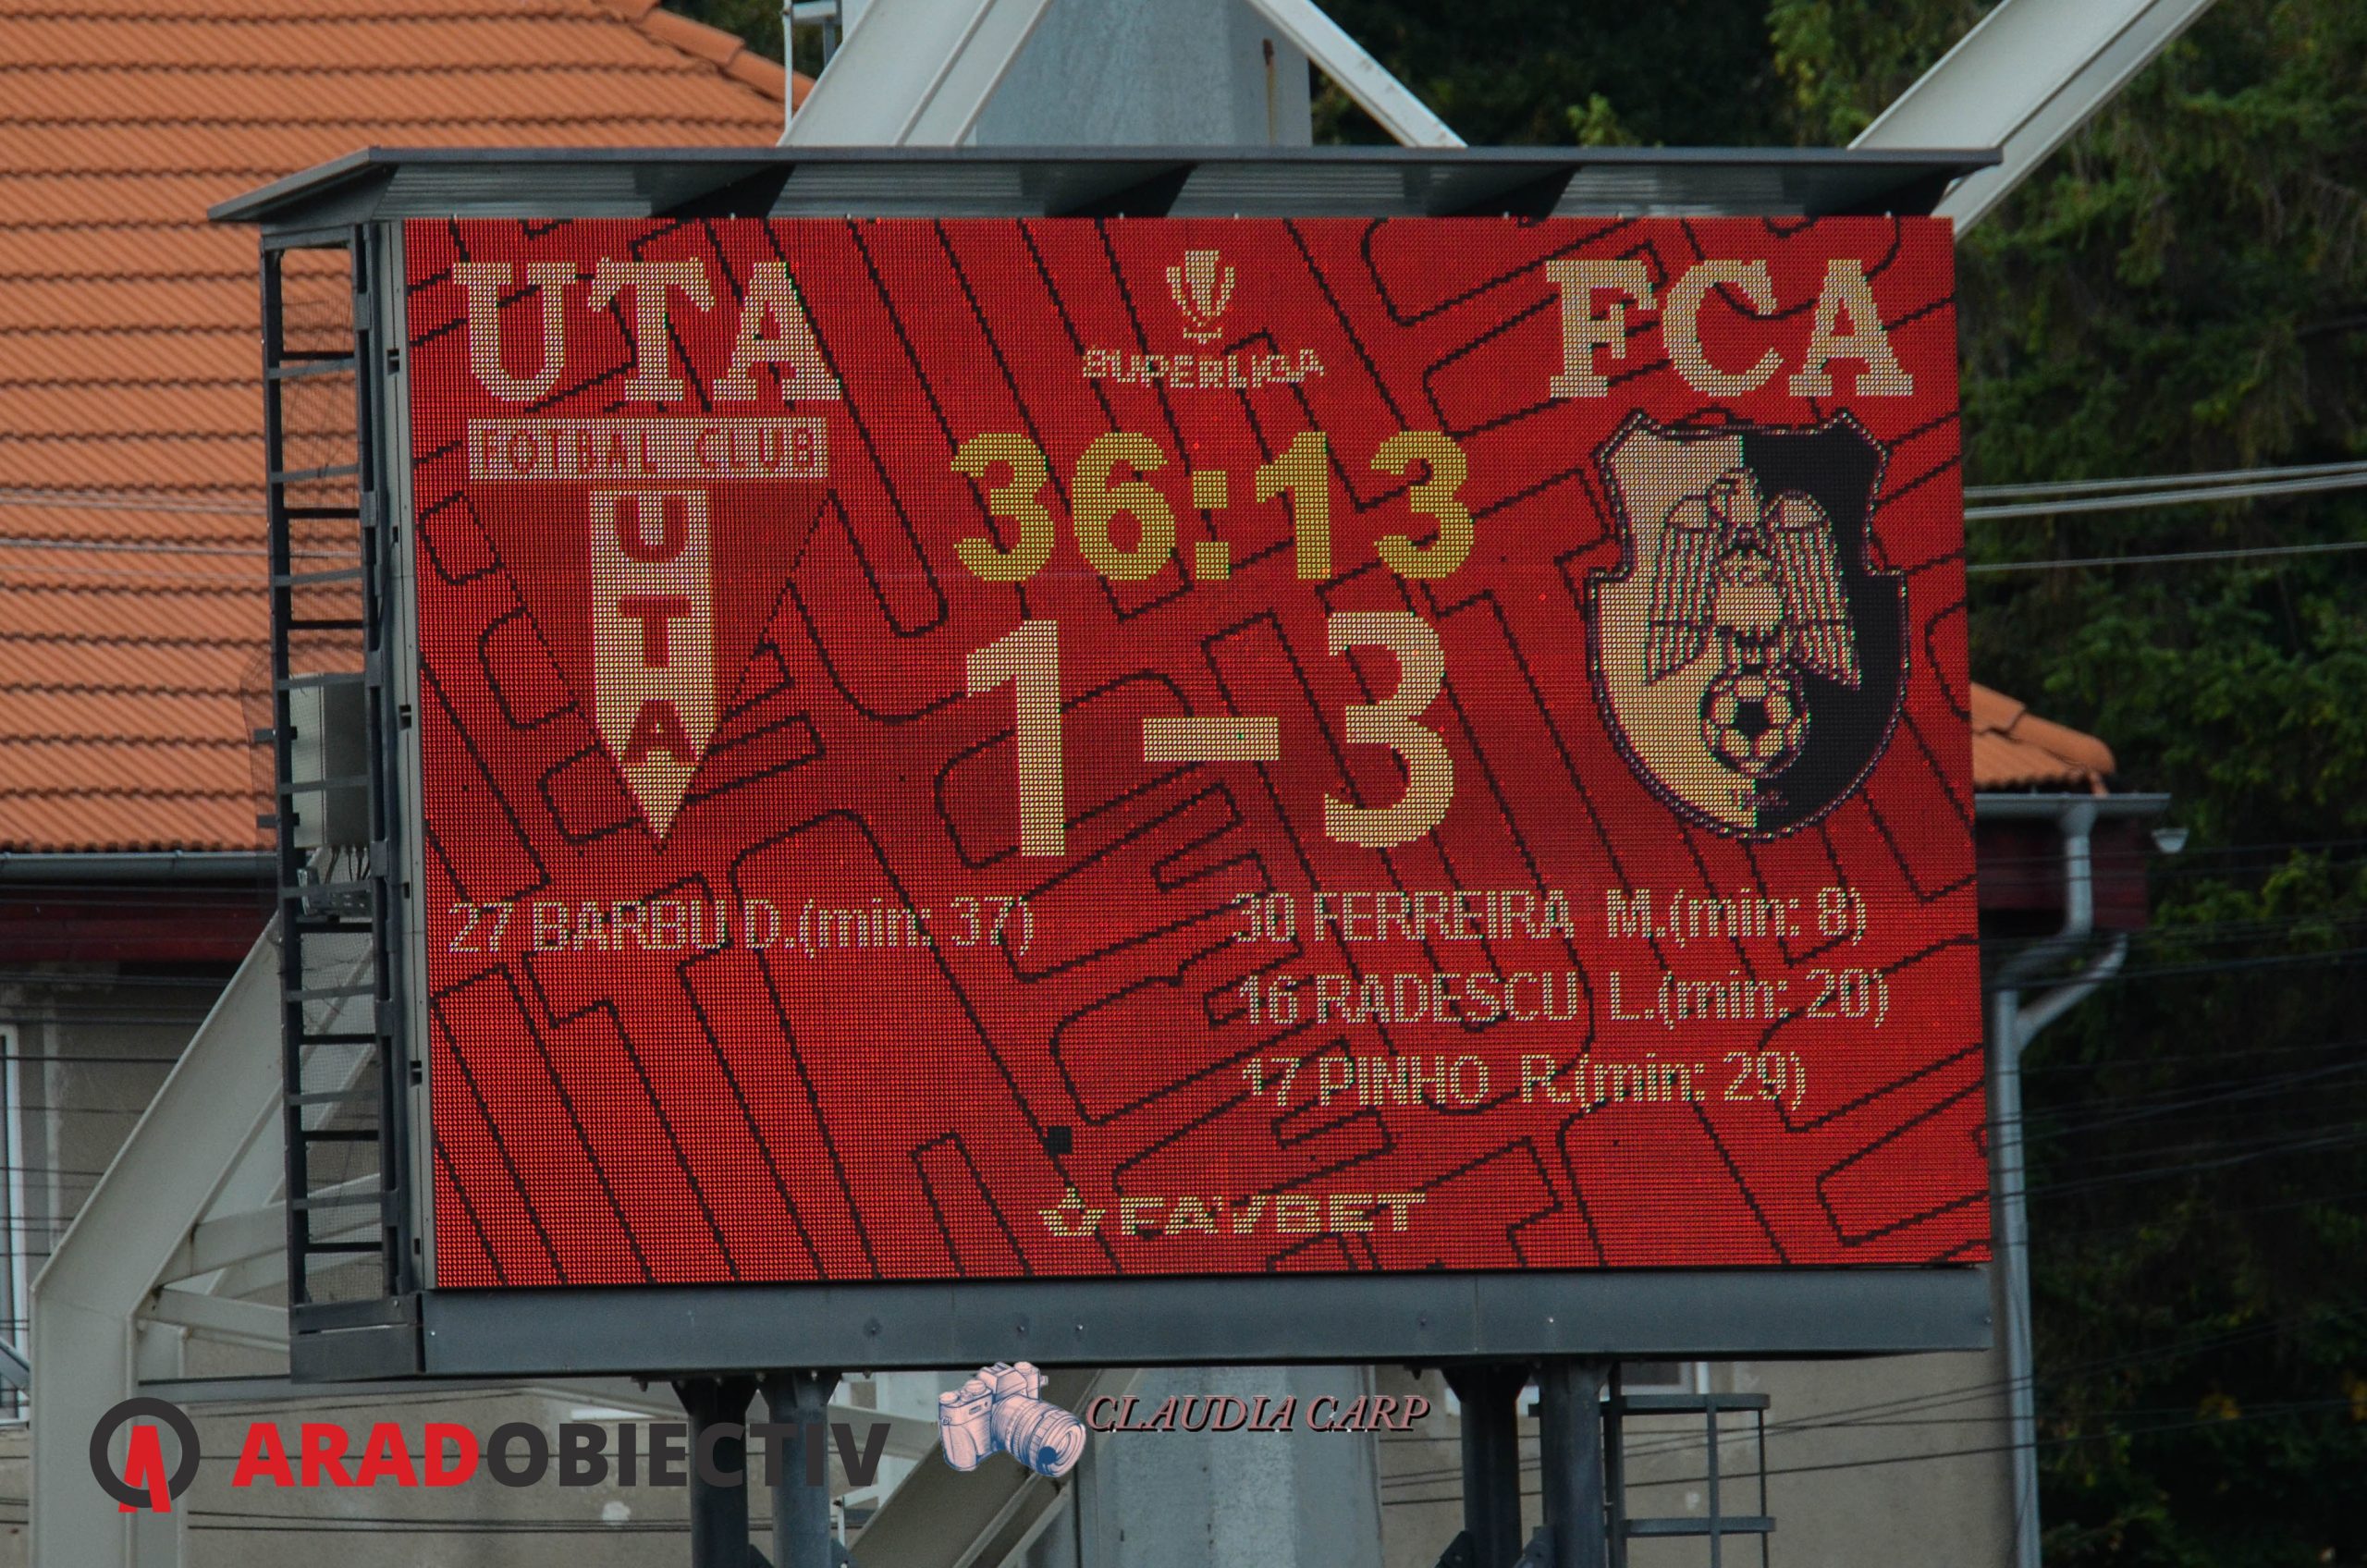 UTA
SUPERLIGA
FCA
FOTBAL CLUB
UTA
36:13
1 - 3
27 BARBU D.(min: 37)
30 FERREIRA M.(min: 8)
16 RADESCU L.(min: 20)
17 PINHO R.(min: 29)
FAVBET
ARADOBIECTIV
CLAUDIA CARP